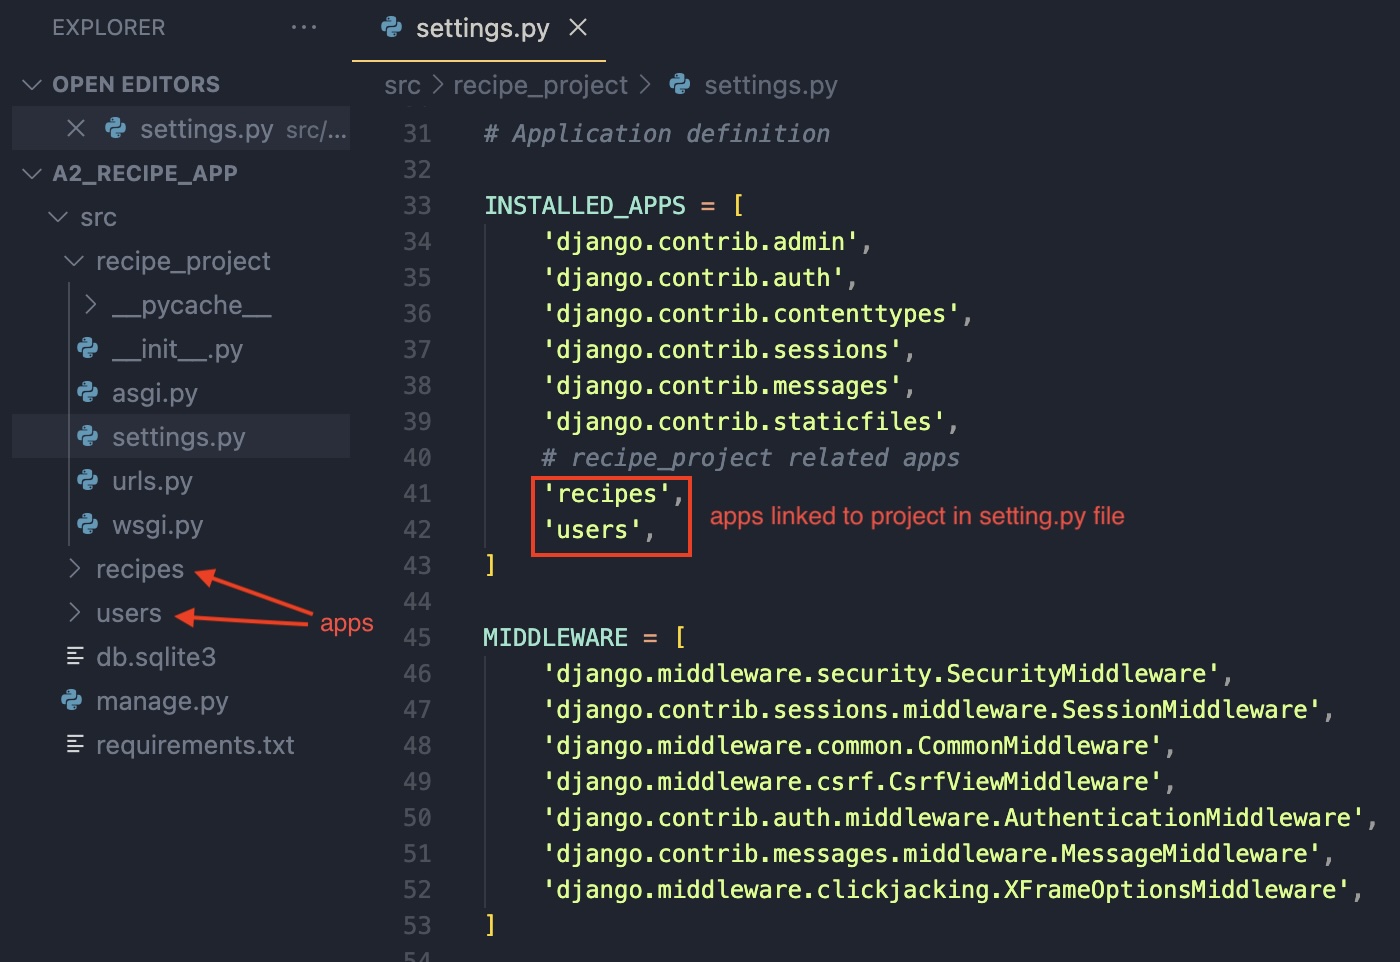 EXPLORER ...
OPEN EDITORS
settings.py src/...
A2_RECIPE_APP
src
recipe_project
__pycache__
__init__.py
asgi.py
settings.py
urls.py
wsgi.py
recipes
users
apps
db.sqlite3
manage.py
requirements.txt
settings.py
src > recipe_project > settings.py
31 # Application definition
32
33 INSTALLED_APPS = [
34 'django.contrib.admin',
35 'django.contrib.auth',
36 'django.contrib.contenttypes',
37 'django.contrib.sessions',
38 'django.contrib.messages',
39 'django.contrib.staticfiles',
40 # recipe_project related apps
41 'recipes',
42 'users',
apps linked to project in setting.py file
43 ]
44
45 MIDDLEWARE = [
46 'django.middleware.security.SecurityMiddleware',
47 'django.contrib.sessions.middleware.SessionMiddleware',
48 'django.middleware.common.CommonMiddleware',
49 'django.middleware.csrf.CsrfViewMiddleware',
50 'django.contrib.auth.middleware.AuthenticationMiddleware',
51 'django.contrib.messages.middleware.MessageMiddleware',
52 'django.middleware.clickjacking.XFrameOptionsMiddleware',
53 ]
54